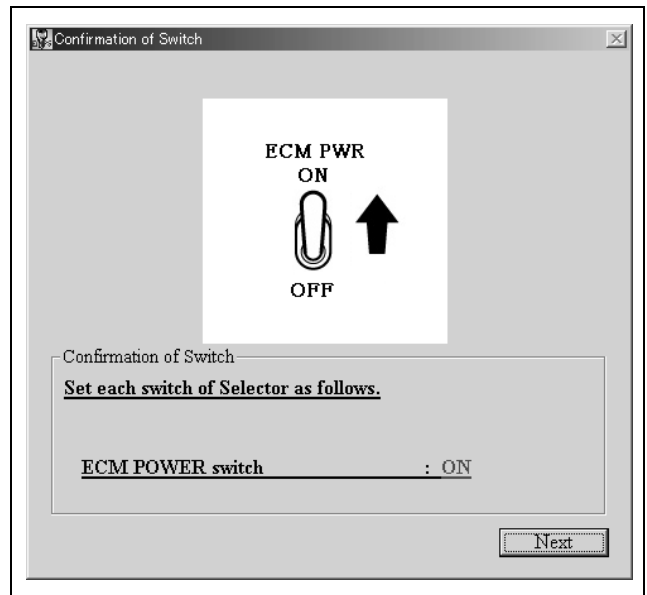 Confirmation of Switch
ECM PWR
ON
OFF
Confirmation of Switch
Set each switch of Selector as follows.
ECM POWER switch : ON
Next